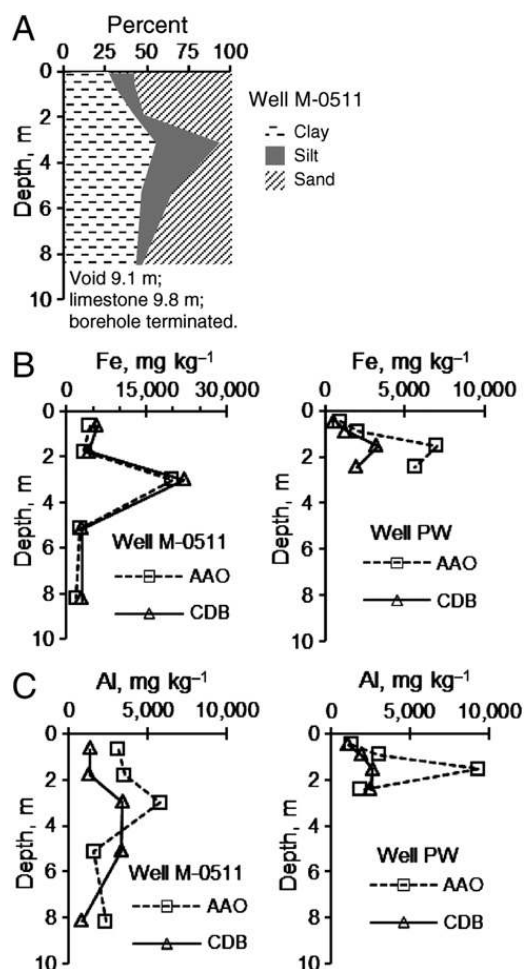 A
Percent
0 25 50 75 100
0
2
4
6
8
10
Depth, m
Well M-0511
Clay
Silt
Sand
Void 9.1 m;
limestone 9.8 m;
borehole terminated.
B
Fe, mg kg⁻¹
0 15,000 30,000
0
2
4
6
8
10
Depth, m
Well M-0511
AAO
CDB
Fe, mg kg⁻¹
0 5,000 10,000
0
2
4
6
8
10
Depth, m
Well PW
AAO
CDB
C
Al, mg kg⁻¹
0 5,000 10,000
0
2
4
6
8
10
Depth, m
Well M-0511
AAO
CDB
Al, mg kg⁻¹
0 5,000 10,000
0
2
4
6
8
10
Depth, m
Well PW
AAO
CDB